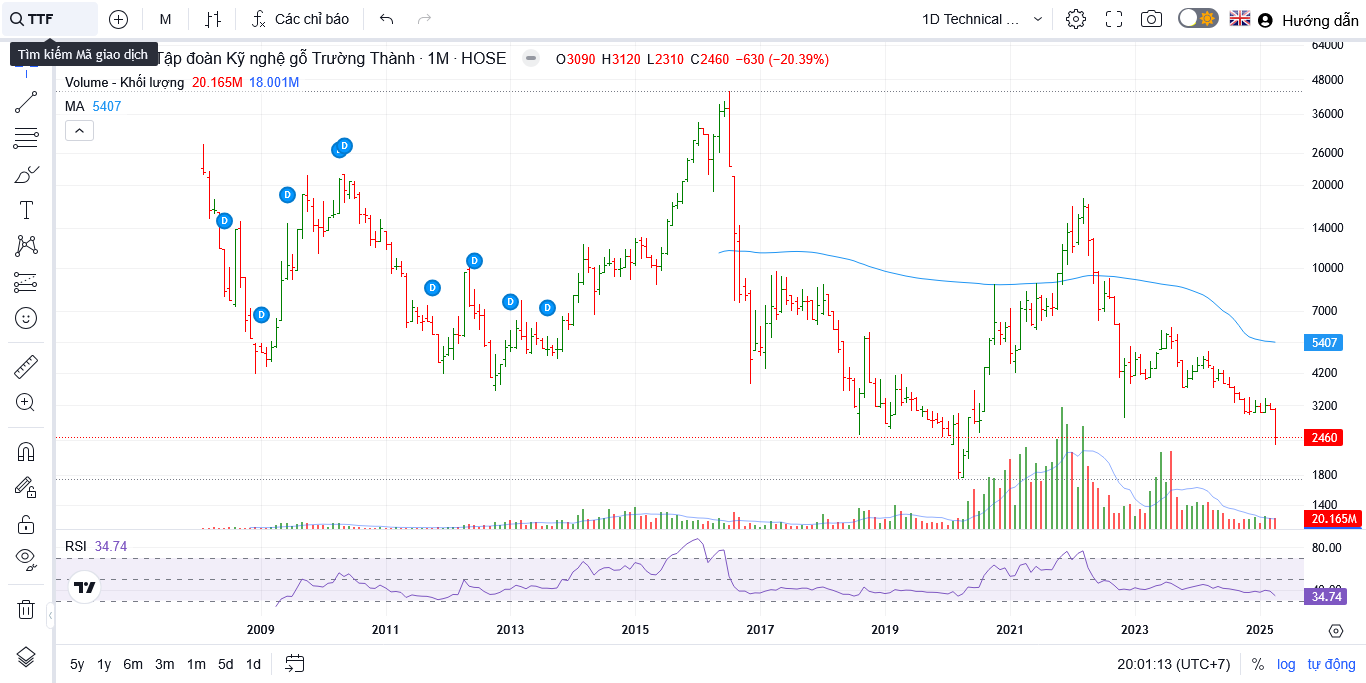 TTF
M
Các chỉ báo
1D Technical ...
Hướng dẫn
Tìm kiếm Mã giao dịch
Tập đoàn Kỹ nghệ gỗ Trường Thành · 1M · HOSE
O3090 H3120 L2310 C2460 −630 (−20.39%)
Volume - Khối lượng 20.165M 18.001M
MA 5407
64000
48000
36000
26000
20000
14000
10000
7000
5407
4200
3200
2460
1800
1400
20.165M
D
D
D
D
D
D
D
D
RSI 34.74
80.00
40.00
34.74
2009
2011
2013
2015
2017
2019
2021
2023
2025
5y 1y 6m 3m 1m 5d 1d
20:01:13 (UTC+7)
% log tự động